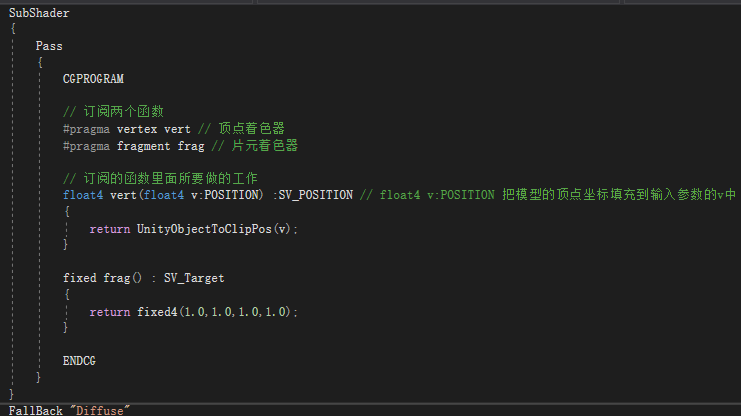 SubShader
{
Pass
{
CGPROGRAM
// 订阅两个函数
#pragma vertex vert // 顶点着色器
#pragma fragment frag // 片元着色器
// 订阅的函数里面所要做的工作
float4 vert(float4 v:POSITION) :SV_POSITION // float4 v:POSITION 把模型的顶点坐标填充到输入参数的v中
{
return UnityObjectToClipPos(v);
}
fixed frag() : SV_Target
{
return fixed4(1.0,1.0,1.0,1.0);
}
ENDCG
}
}
FallBack "Diffuse"